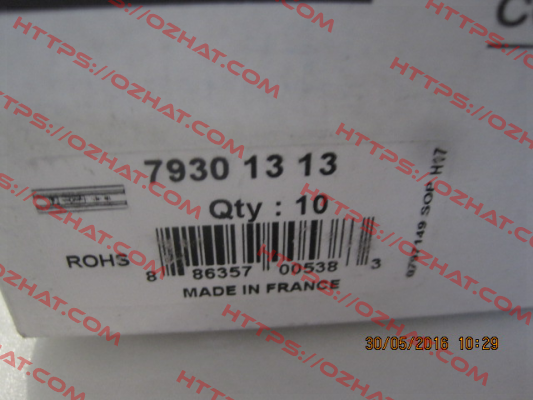 7930 13 13
Qty : 10
ROHS
8 86357 00538 3
MADE IN FRANCE
30/05/2016 10:29
HTTPS://OZHAT.COM